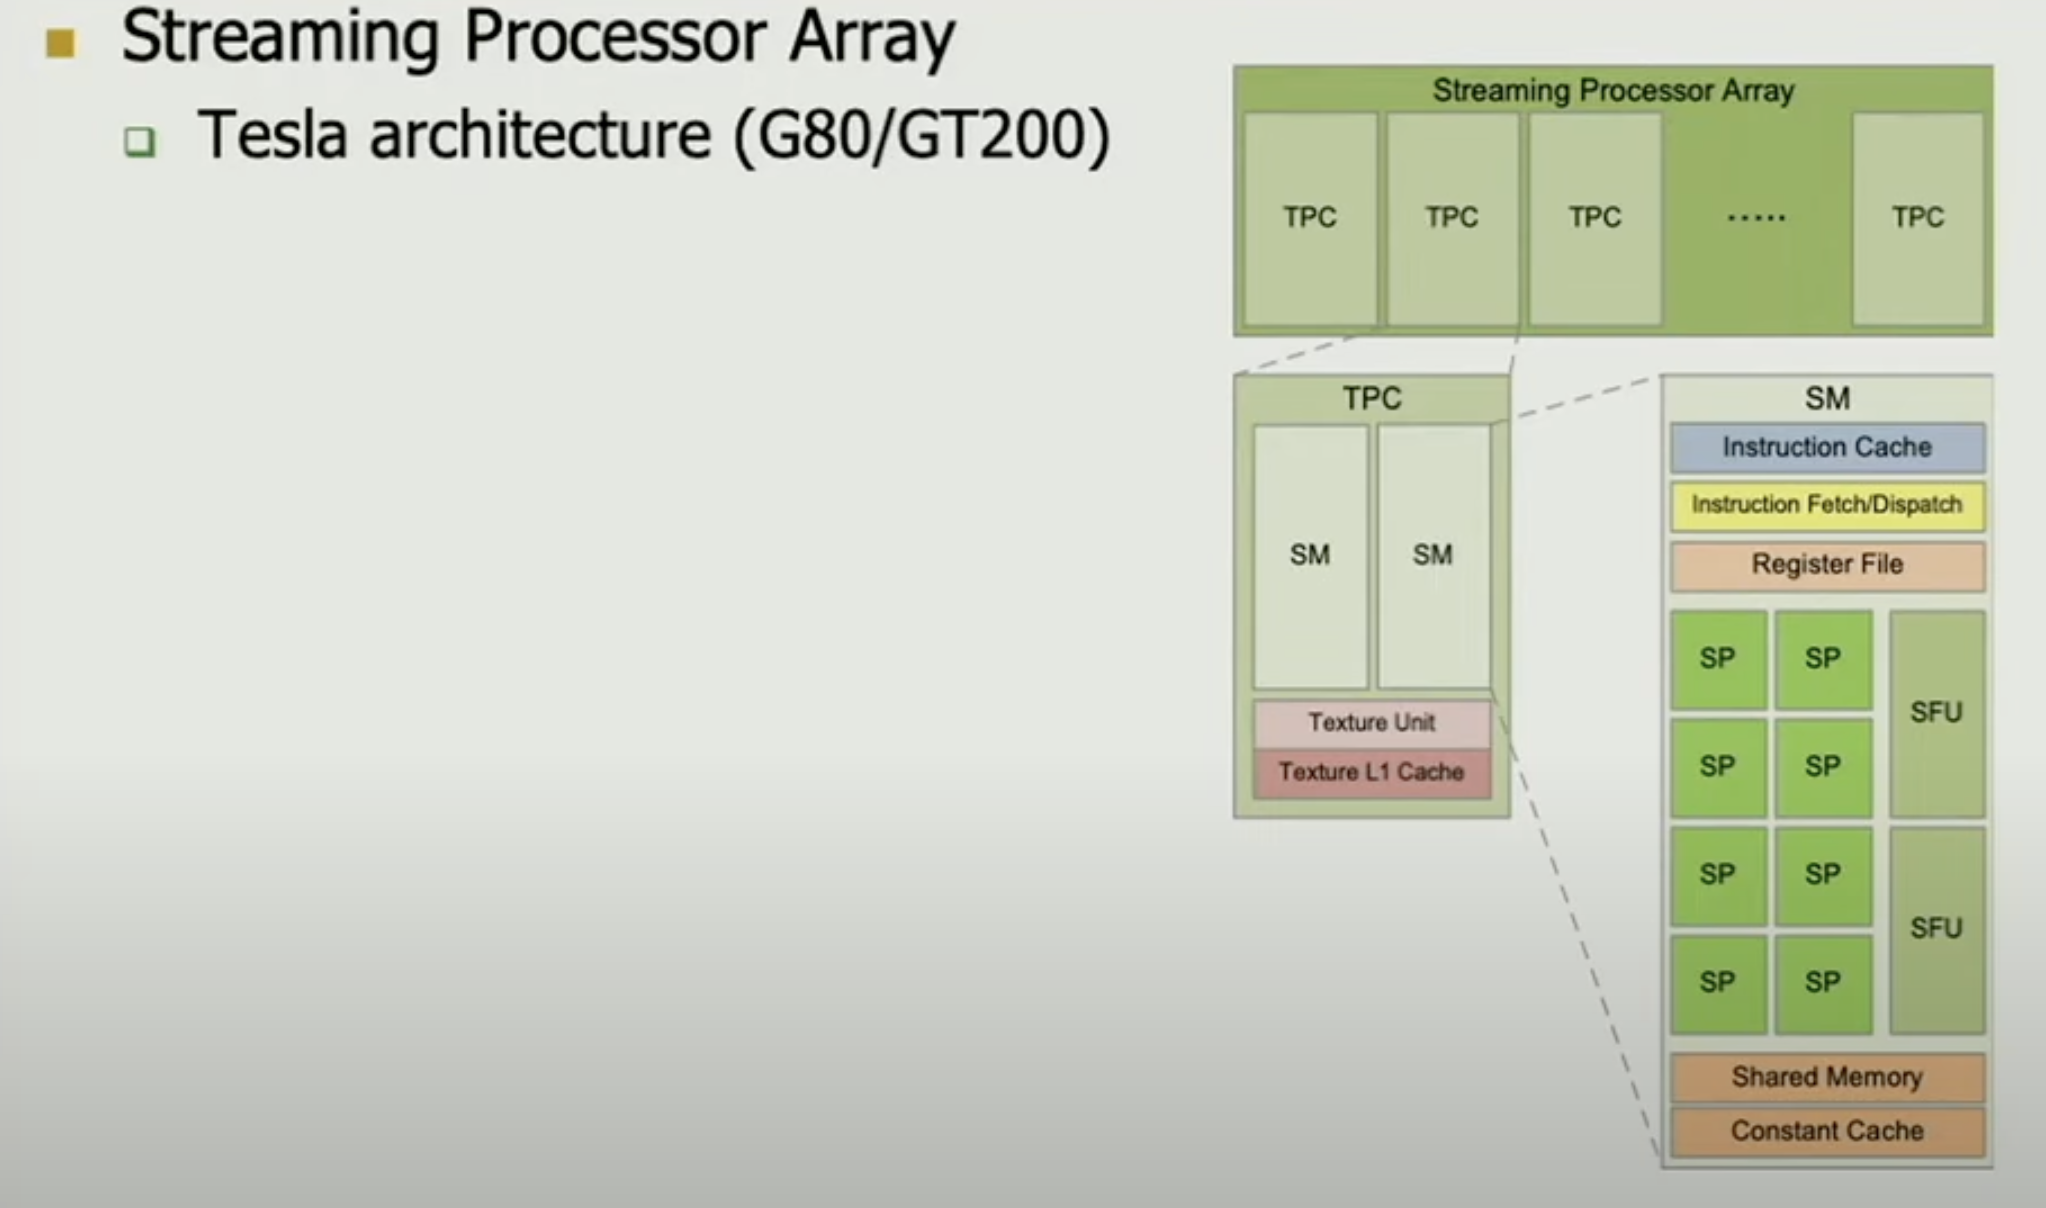 Streaming Processor Array
Tesla architecture (G80/GT200)
Streaming Processor Array
TPC TPC TPC ..... TPC
TPC
SM SM
Texture Unit
Texture L1 Cache
SM
Instruction Cache
Instruction Fetch/Dispatch
Register File
SP SP
SFU
SP SP
SP SP
SFU
SP SP
Shared Memory
Constant Cache